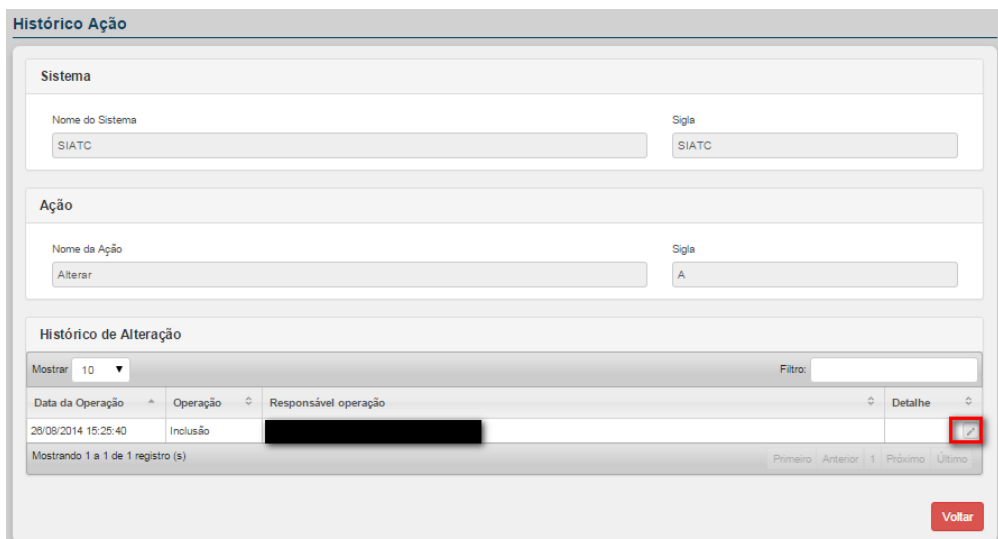 Histórico Ação
Sistema
Nome do Sistema Sigla
SIATC SIATC
Ação
Nome da Ação Sigla
Alterar A
Histórico de Alteração
Mostrar 10 Filtro:
Data da Operação Operação Responsável operação Detalhe
26/08/2014 15:25:40 Inclusão
Mostrando 1 a 1 de 1 registro (s) Primeiro Anterior 1 Próximo Último
Voltar